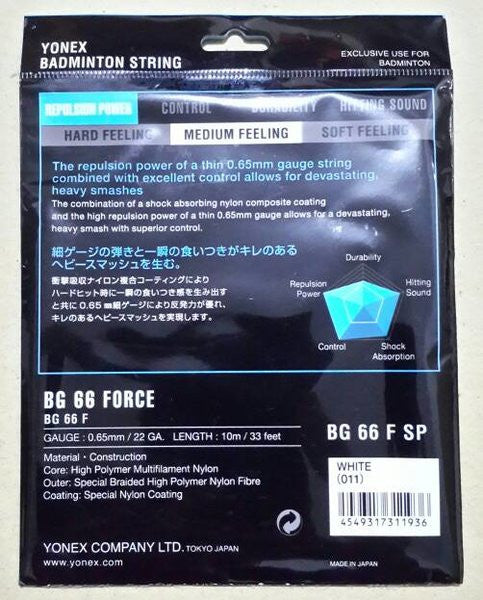 YONEX
BADMINTON STRING
EXCLUSIVE USE FOR
BADMINTON
REPULSION POWER CONTROL DURABILITY HITTING SOUND
HARD FEELING MEDIUM FEELING SOFT FEELING
The repulsion power of a thin 0.65mm gauge string
combined with excellent control allows for devastating,
heavy smashes
The combination of a shock absorbing nylon composite coating
and the high repulsion power of a thin 0.65mm gauge allows for a devastating,
heavy smash with superior control.
細ゲージの弾きと一瞬の食いつきがキレのある
ヘビースマッシュを生む。
衝撃吸収ナイロン複合コーティングにより
ハードヒット時に一瞬の食いつき感を生み出す
と共に0.65㎜細ゲージにより反発力が優れ、
キレのあるヘビースマッシュを実現します。
Durability
Repulsion
Power
Hitting
Sound
Control
Shock
Absorption
BG 66 FORCE
BG 66 F
GAUGE : 0.65mm / 22 GA. LENGTH : 10m / 33 feet
BG 66 F SP
Material・Construction
Core: High Polymer Multifilament Nylon
Outer: Special Braided High Polymer Nylon Fibre
Coating: Special Nylon Coating
WHITE
(011)
4549317311936
YONEX COMPANY LTD. TOKYO JAPAN
www.yonex.com
MADE IN JAPAN